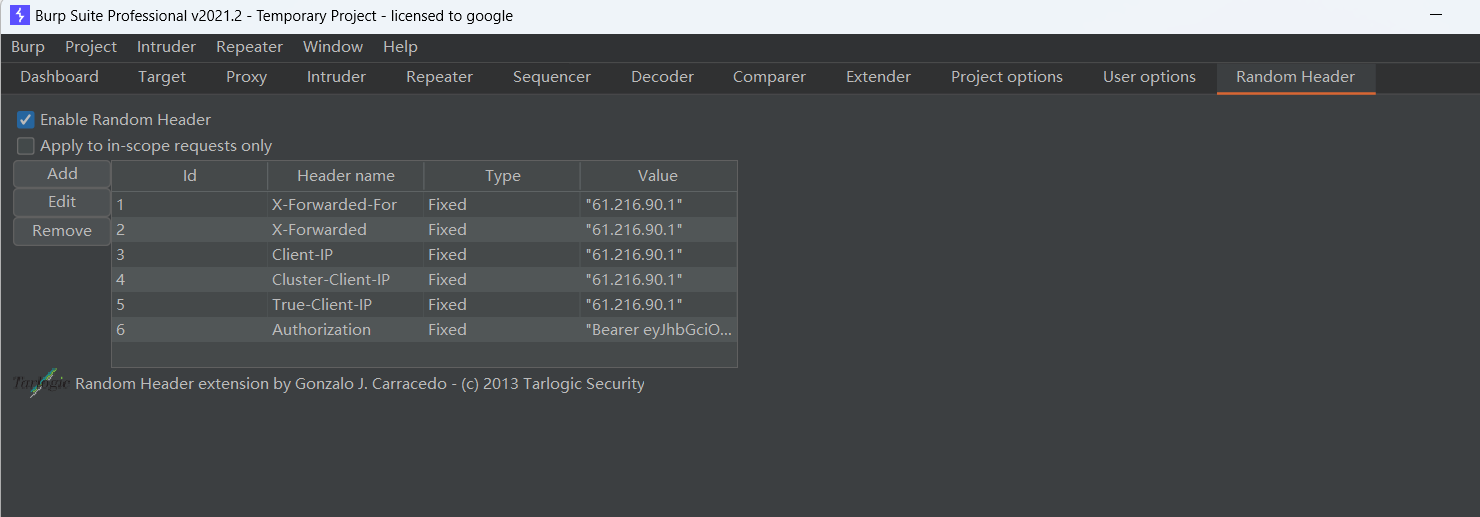 Burp Suite Professional v2021.2 - Temporary Project - licensed to google
Burp Project Intruder Repeater Window Help
Dashboard Target Proxy Intruder Repeater Sequencer Decoder Comparer Extender Project options User options Random Header
Enable Random Header
Apply to in-scope requests only
Add
Edit
Remove
Id Header name Type Value
1 X-Forwarded-For Fixed "61.216.90.1"
2 X-Forwarded Fixed "61.216.90.1"
3 Client-IP Fixed "61.216.90.1"
4 Cluster-Client-IP Fixed "61.216.90.1"
5 True-Client-IP Fixed "61.216.90.1"
6 Authorization Fixed "Bearer eyJhbGciO...
Tarlogic Random Header extension by Gonzalo J. Carracedo - (c) 2013 Tarlogic Security